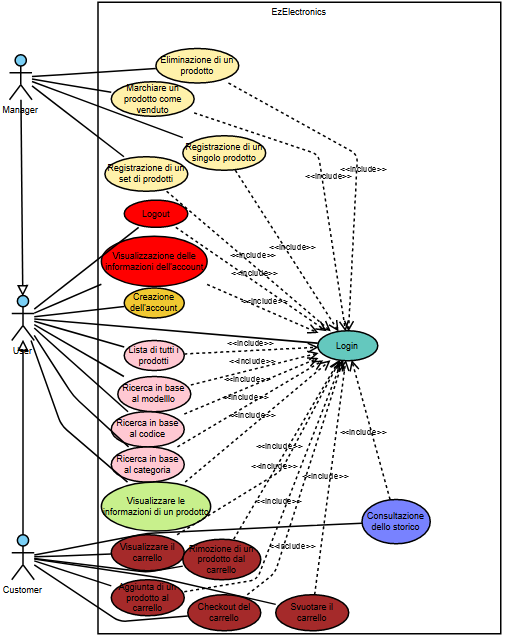 EzElectronics
Eliminazione di un
prodotto
Manager
Marchiare un
prodotto come
venduto
Registrazione di un
singolo protdotto
Registrazione di un
set di prodotti
<<include>>
<<include>>
Logout
Visualizzazione delle
informazioni dell'account
<<include>>
<<include>>
<<include>>
<<include>>
Creazione
dell'account
User
Login
Lista di tutti i
prodotti
<<include>>
<<include>>
Ricerca in base
al modelllo
<<include>>
<<include>>
Ricerca in base
al codice
<<include>>
Ricerca in base
al categoria
<<include>>
<<include>>
<<include>>
Visualizzare le
informazioni di un prodotto
<<include>>
<<include>>
Consultazione
dello storico
Customer
Visualizzare il
carrello
Rimozione di un
prodotto dal
carrello
<<include>>
Aggiunta di un
prodotto al
carrello
Checkout del
carrello
Svuotare il
carrello